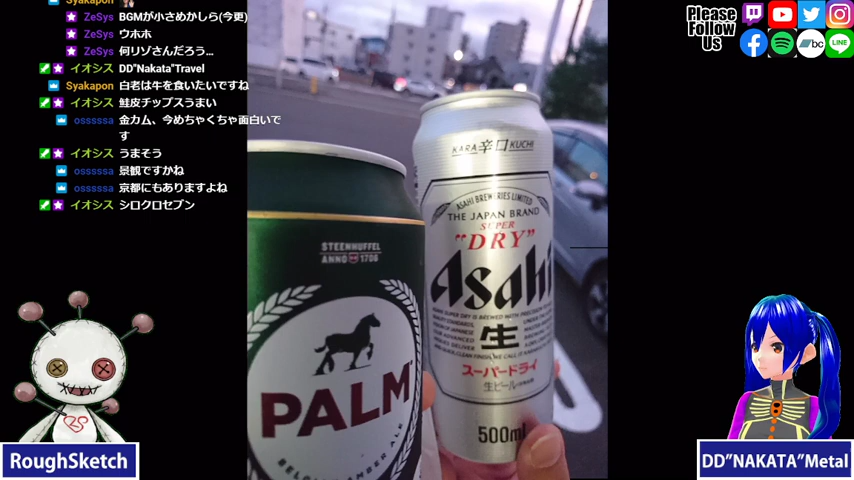 Syakapon
ZeSys BGMが小さめかしら(今更)
ZeSys ウホホ
ZeSys 何リゾさんだろう...
イオシス DD"Nakata"Travel
Syakapon 白老は牛を食いたいですね
イオシス 鮭皮チップスうまい
osssssa 金カム、今めちゃくちゃ面白いで
す
イオシス うまそう
osssssa 景観ですかね
osssssa 京都にもありますよね
イオシス シロクロセブン
Please
Follow
Us
LINE
STEENHUFFEL
ANNO 1706
PALM
BELGIAN AMBER ALE
KARA 辛口 KUCHI
ASAHI BREWERIES LIMITED
THE JAPAN BRAND
SUPER
"DRY"
Asahi
生
スーパードライ
生ビール
500ml
RoughSketch
DD"NAKATA"Metal